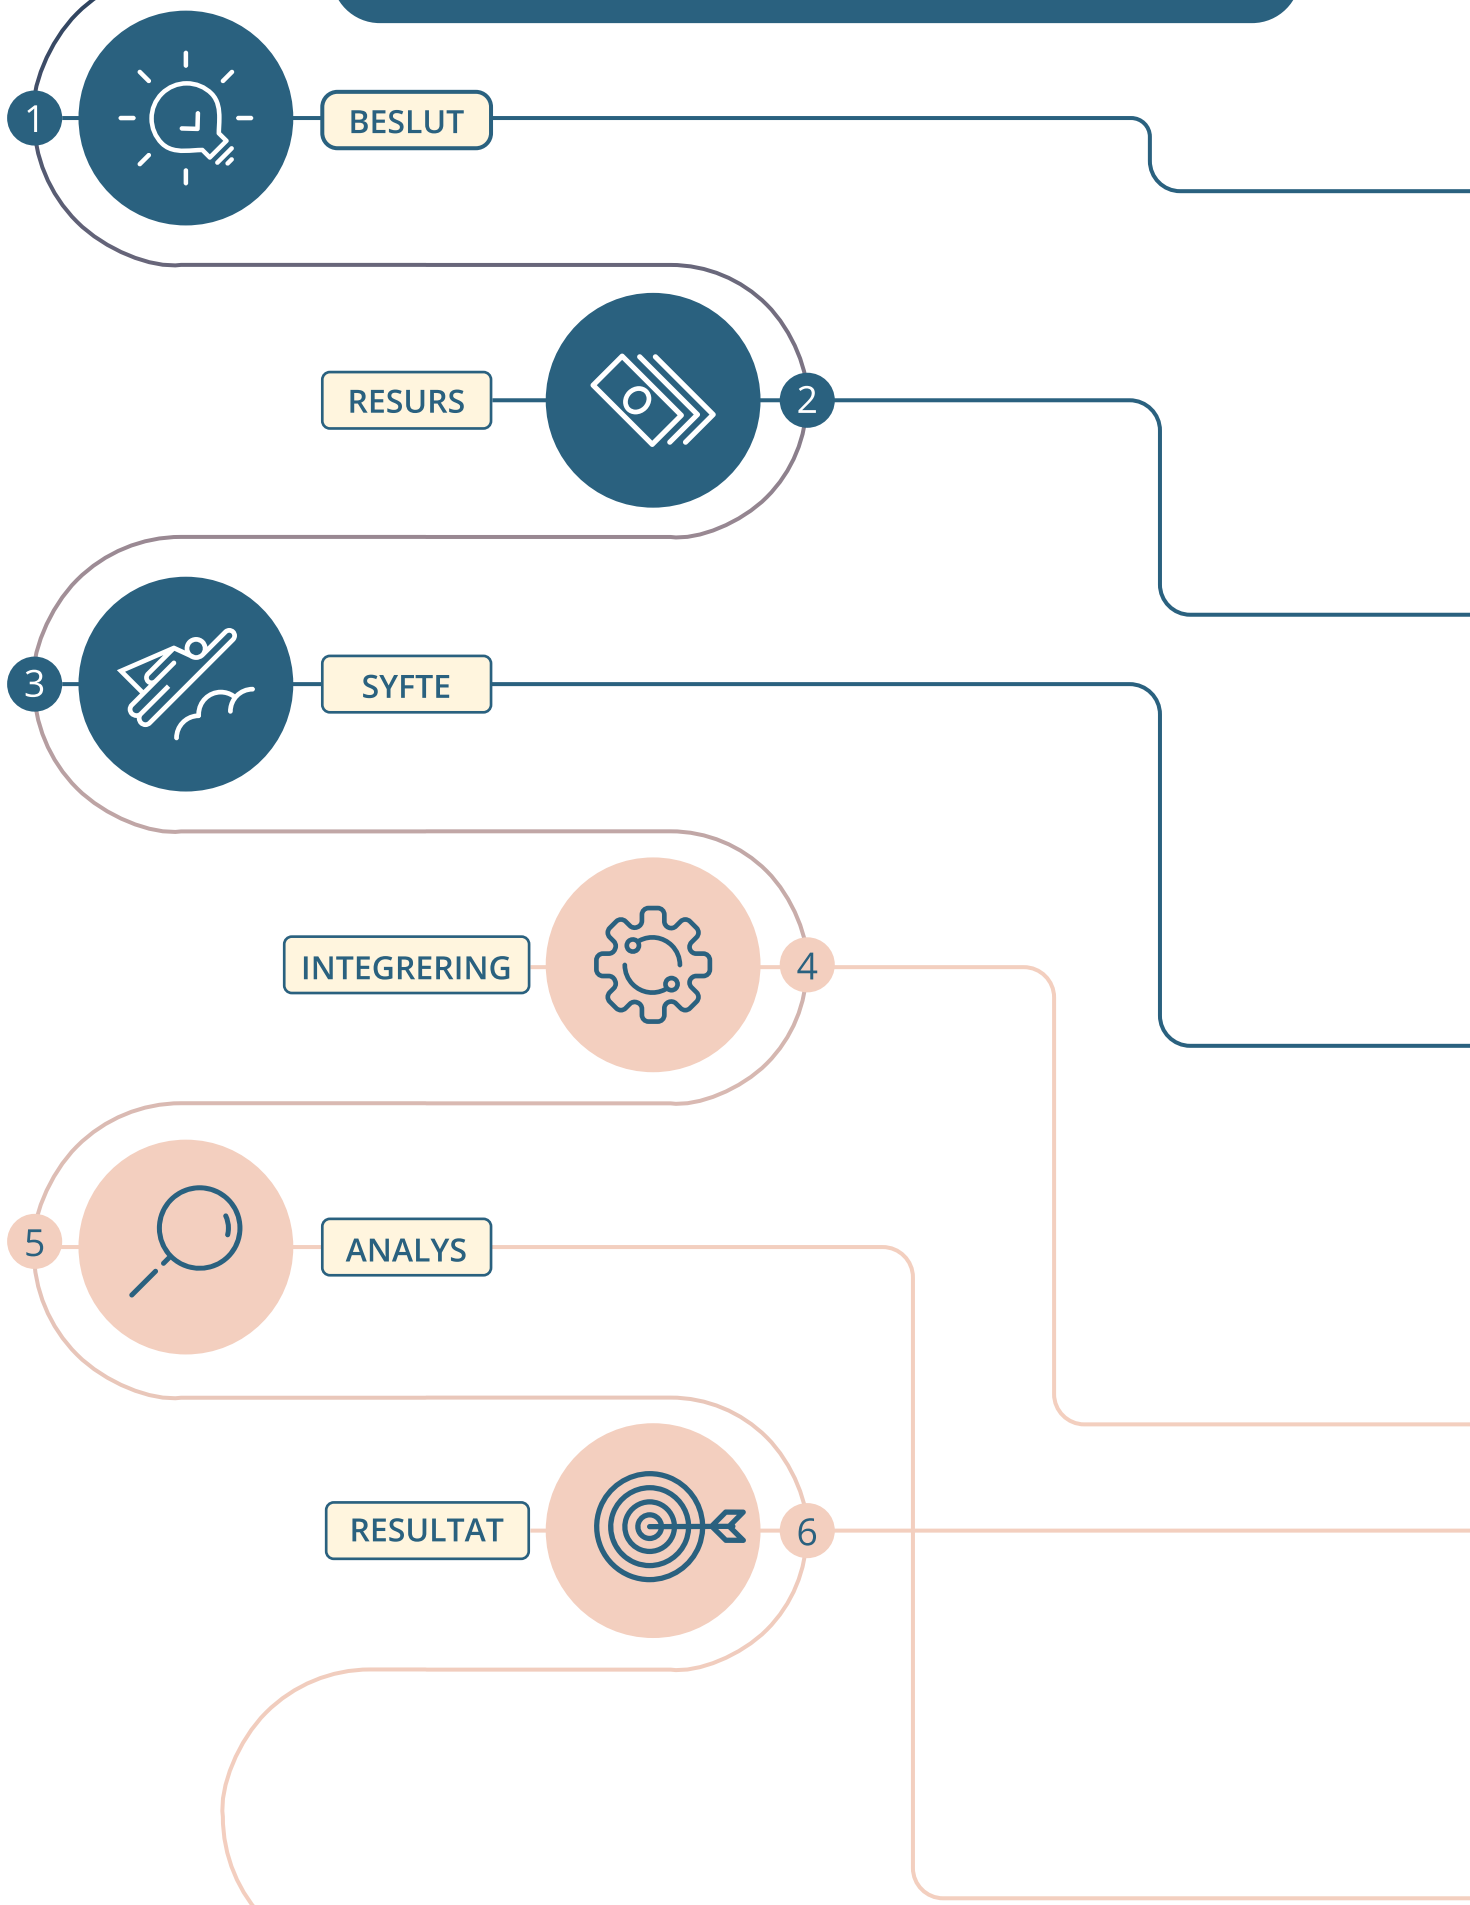 1
BESLUT
RESURS
2
3
SYFTE
INTEGRERING
4
5
ANALYS
RESULTAT
6